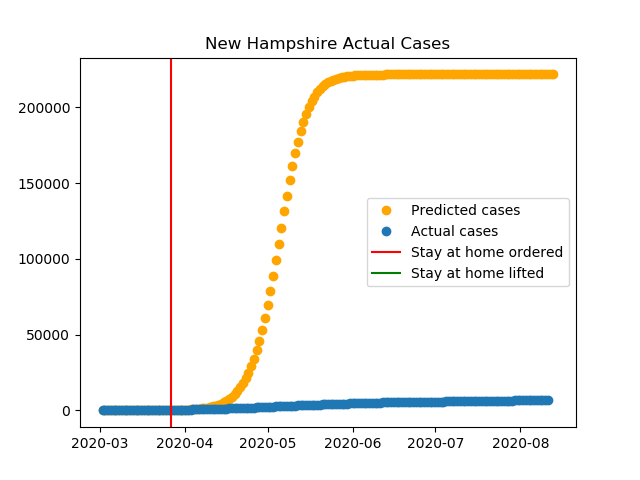 New Hampshire Actual Cases
200000
150000
100000
50000
0
Predicted cases
Actual cases
Stay at home ordered
Stay at home lifted
2020-03 2020-04 2020-05 2020-06 2020-07 2020-08